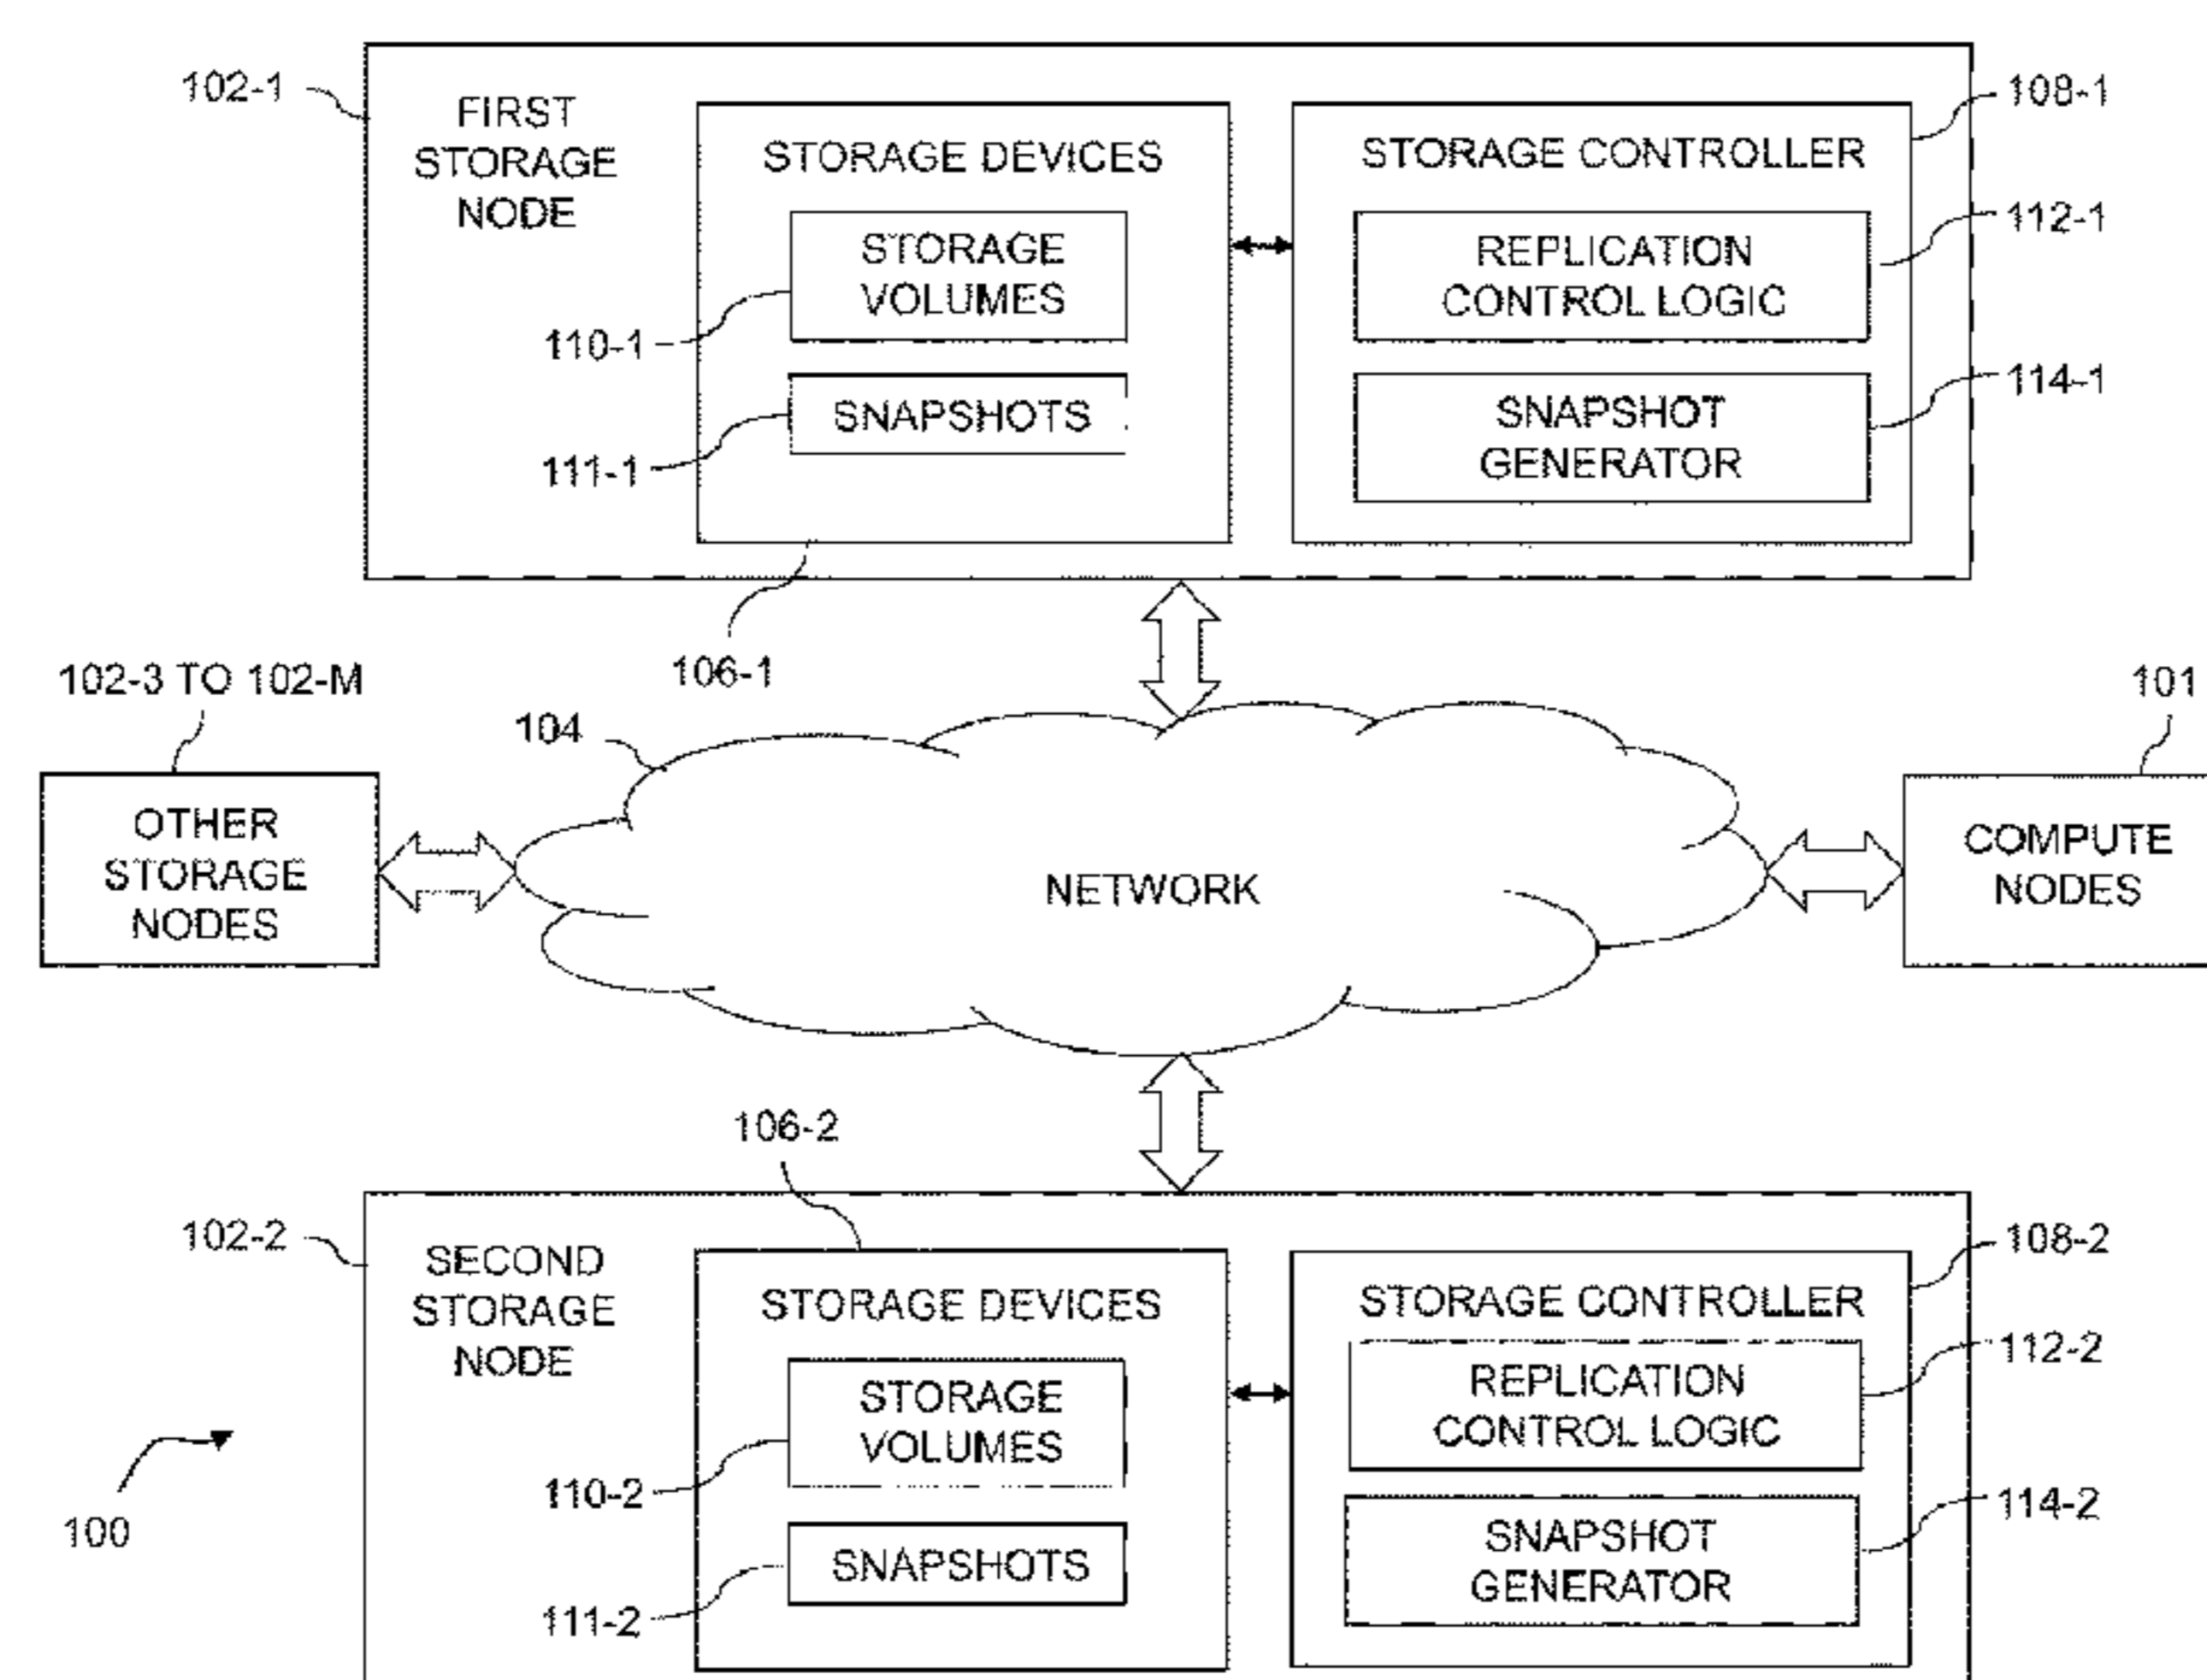 102-1
FIRST
STORAGE
NODE
STORAGE DEVICES
STORAGE
VOLUMES
110-1
SNAPSHOTS
111-1
106-1
STORAGE CONTROLLER
108-1
REPLICATION
CONTROL LOGIC
112-1
SNAPSHOT
GENERATOR
114-1
102-3 TO 102-M
OTHER
STORAGE
NODES
104
NETWORK
101
COMPUTE
NODES
106-2
102-2
SECOND
STORAGE
NODE
STORAGE DEVICES
STORAGE
VOLUMES
110-2
SNAPSHOTS
111-2
STORAGE CONTROLLER
108-2
REPLICATION
CONTROL LOGIC
112-2
SNAPSHOT
GENERATOR
114-2
100